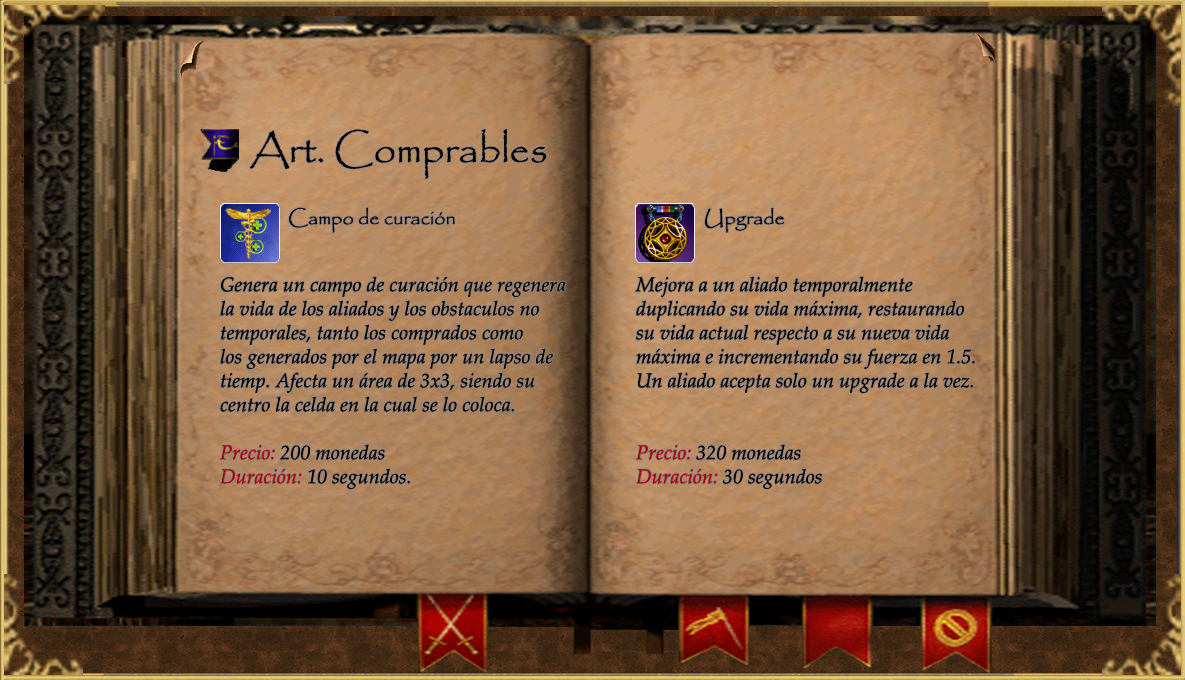 Art. Comprables
Campo de curación
Genera un campo de curación que regenera
la vida de los aliados y los obstaculos no
temporales, tanto los comprados como
los generados por el mapa por un lapso de
tiemp. Afecta un área de 3x3, siendo su
centro la celda en la cual se lo coloca.
Precio: 200 monedas
Duración: 10 segundos.
Upgrade
Mejora a un aliado temporalmente
duplicando su vida máxima, restaurando
su vida actual respecto a su nueva vida
máxima e incrementando su fuerza en 1.5.
Un aliado acepta solo un upgrade a la vez.
Precio: 320 monedas
Duración: 30 segundos